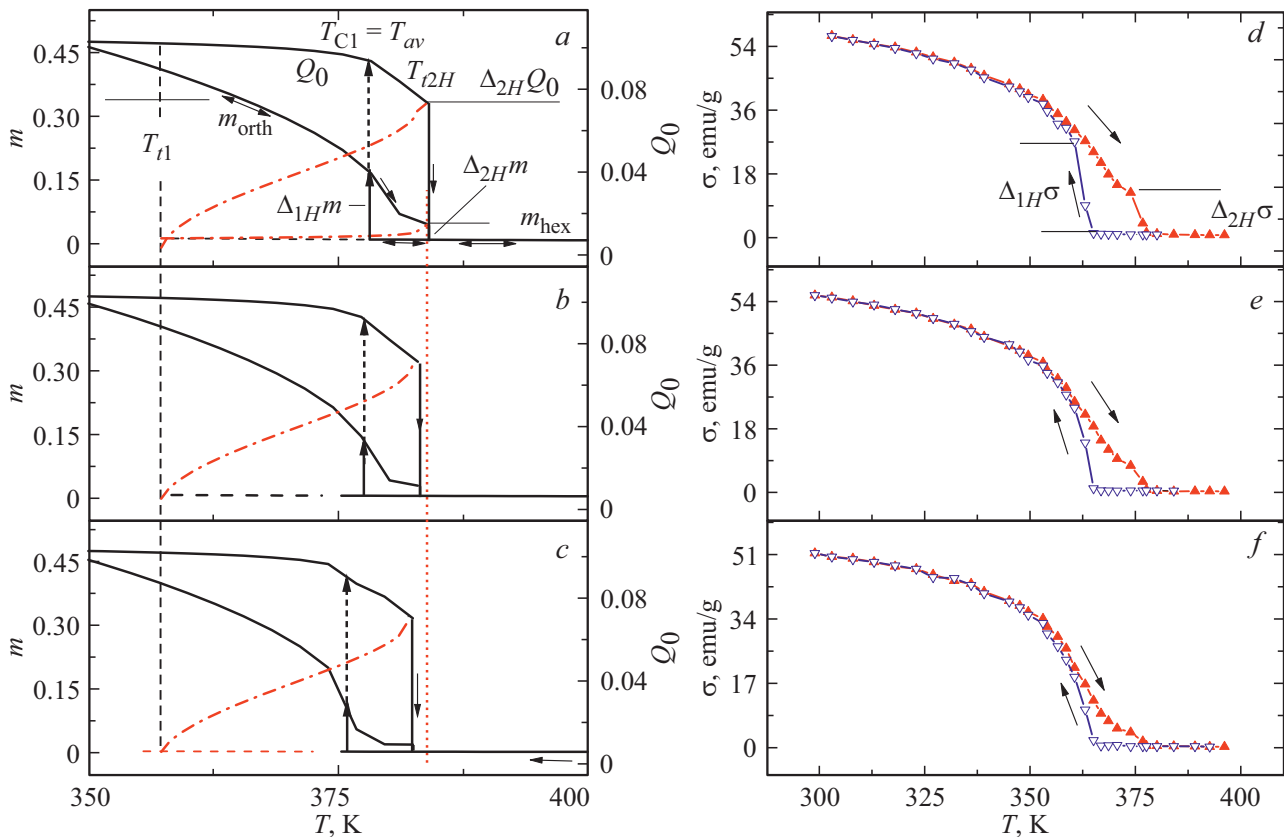 T_C1 = T_av
a
Q_0
T_t2H
Δ_2H Q_0
m_orth
T_t1
Δ_1H m
Δ_2H m
m_hex
0.45
0.30
0.15
0
m
0.08
0.04
0
Q_0
b
0.45
0.30
0.15
0
m
0.08
0.04
0
Q_0
c
0.45
0.30
0.15
0
m
0.08
0.04
0
Q_0
350 375 400
T, K
d
54
36
18
0
σ, emu/g
Δ_1H σ
Δ_2H σ
e
54
36
18
0
σ, emu/g
f
51
34
17
0
σ, emu/g
300 325 350 375 400
T, K